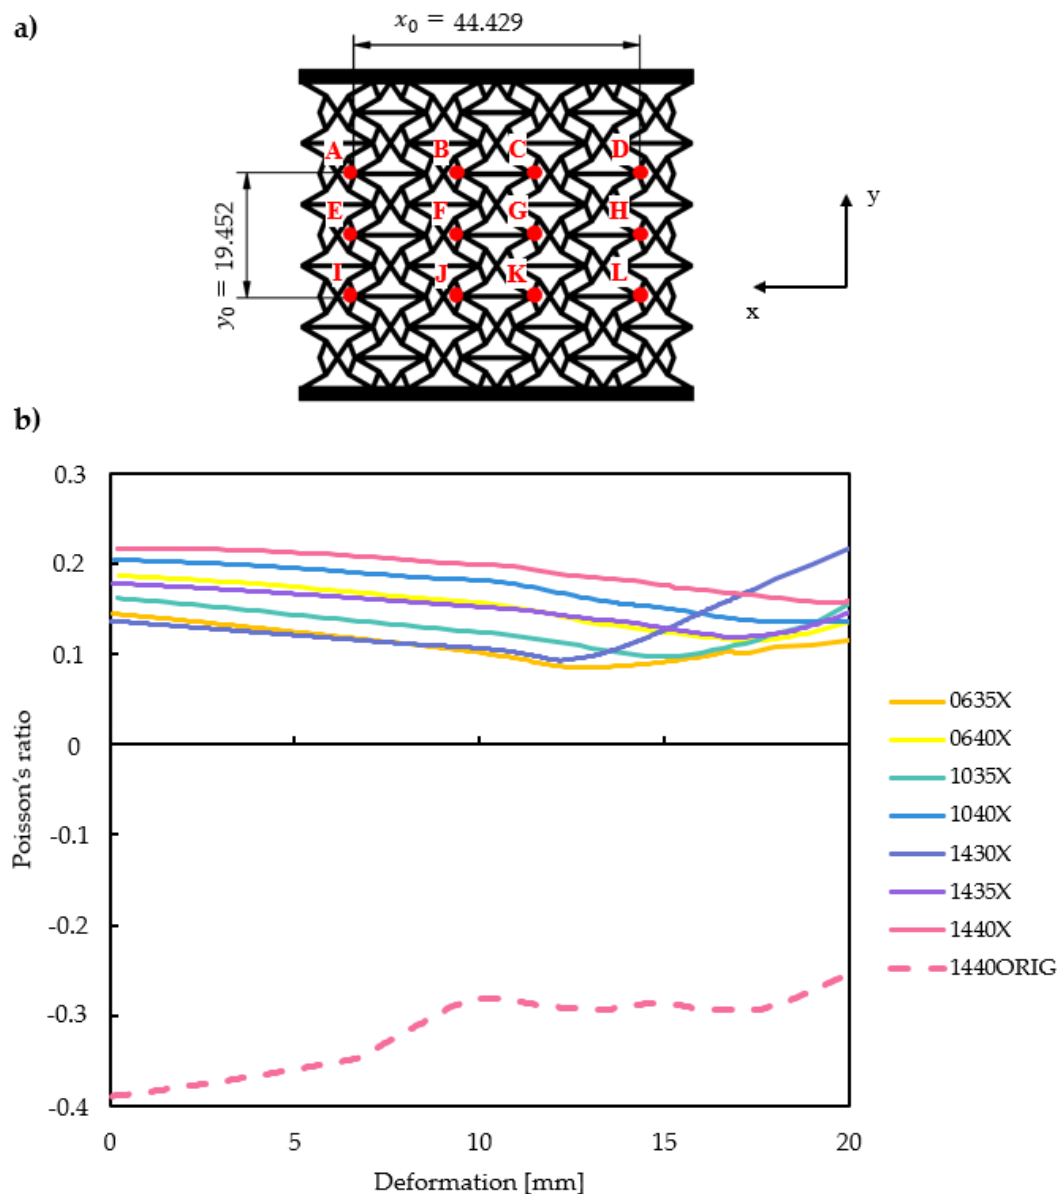 a)
x₀ = 44.429
A B C D
E F G H
I J K L
y₀ = 19.452
y
x
b)
0.3
0.2
0.1
0
-0.1
-0.2
-0.3
-0.4
Poisson's ratio
0 5 10 15 20
Deformation [mm]
0635X
0640X
1035X
1040X
1430X
1435X
1440X
1440ORIG